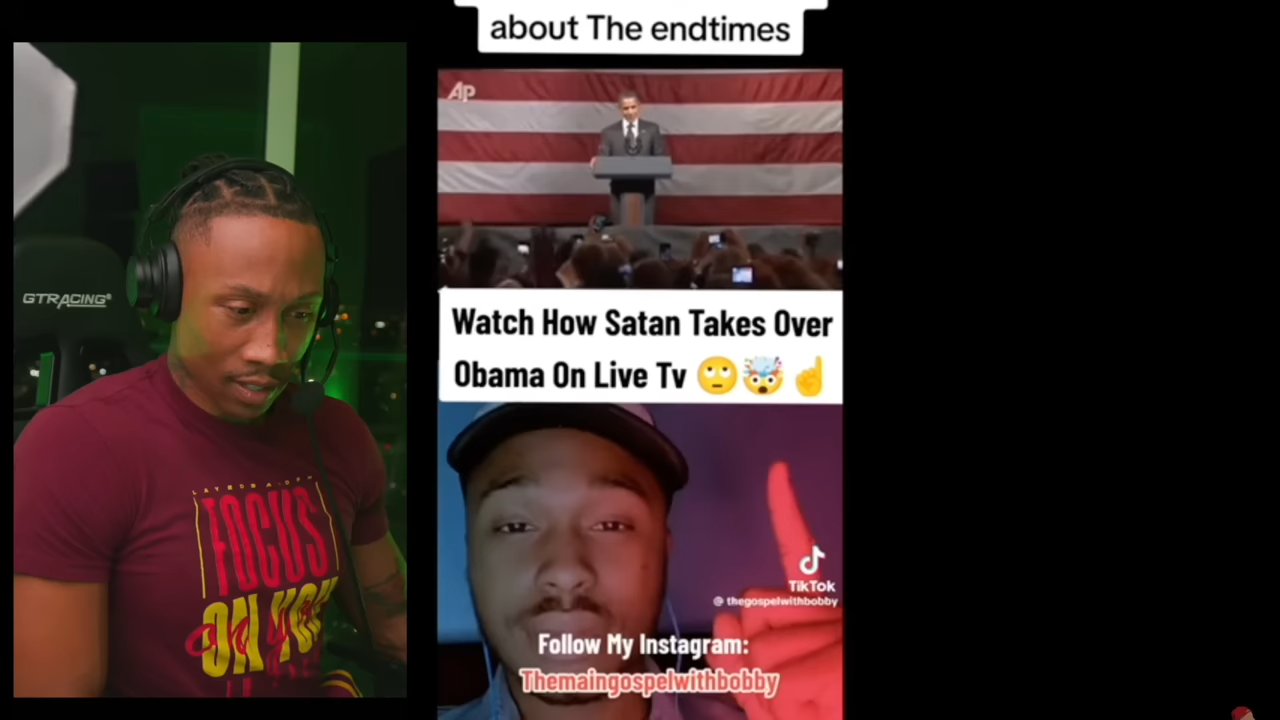 about The endtimes
AP
GTRACING
Watch How Satan Takes Over
Obama On Live Tv 🙄🤯☝️
FOCUS
ON YOU
TikTok
@ thegospelwithbobby
Follow My Instagram:
Themaingospelwithbobby